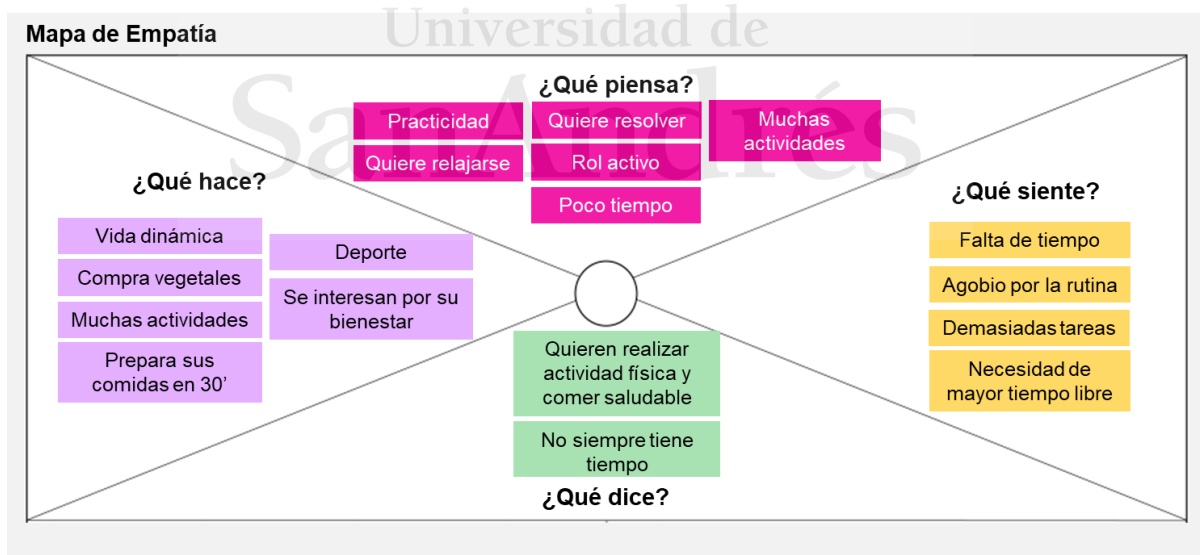 Universidad de
SanAndrés
Mapa de Empatía
¿Qué piensa?
Practicidad
Quiere relajarse
Quiere resolver
Rol activo
Poco tiempo
Muchas
actividades
¿Qué hace?
Vida dinámica
Compra vegetales
Muchas actividades
Prepara sus
comidas en 30’
Deporte
Se interesan por su
bienestar
¿Qué siente?
Falta de tiempo
Agobio por la rutina
Demasiadas tareas
Necesidad de
mayor tiempo libre
Quieren realizar
actividad física y
comer saludable
No siempre tiene
tiempo
¿Qué dice?